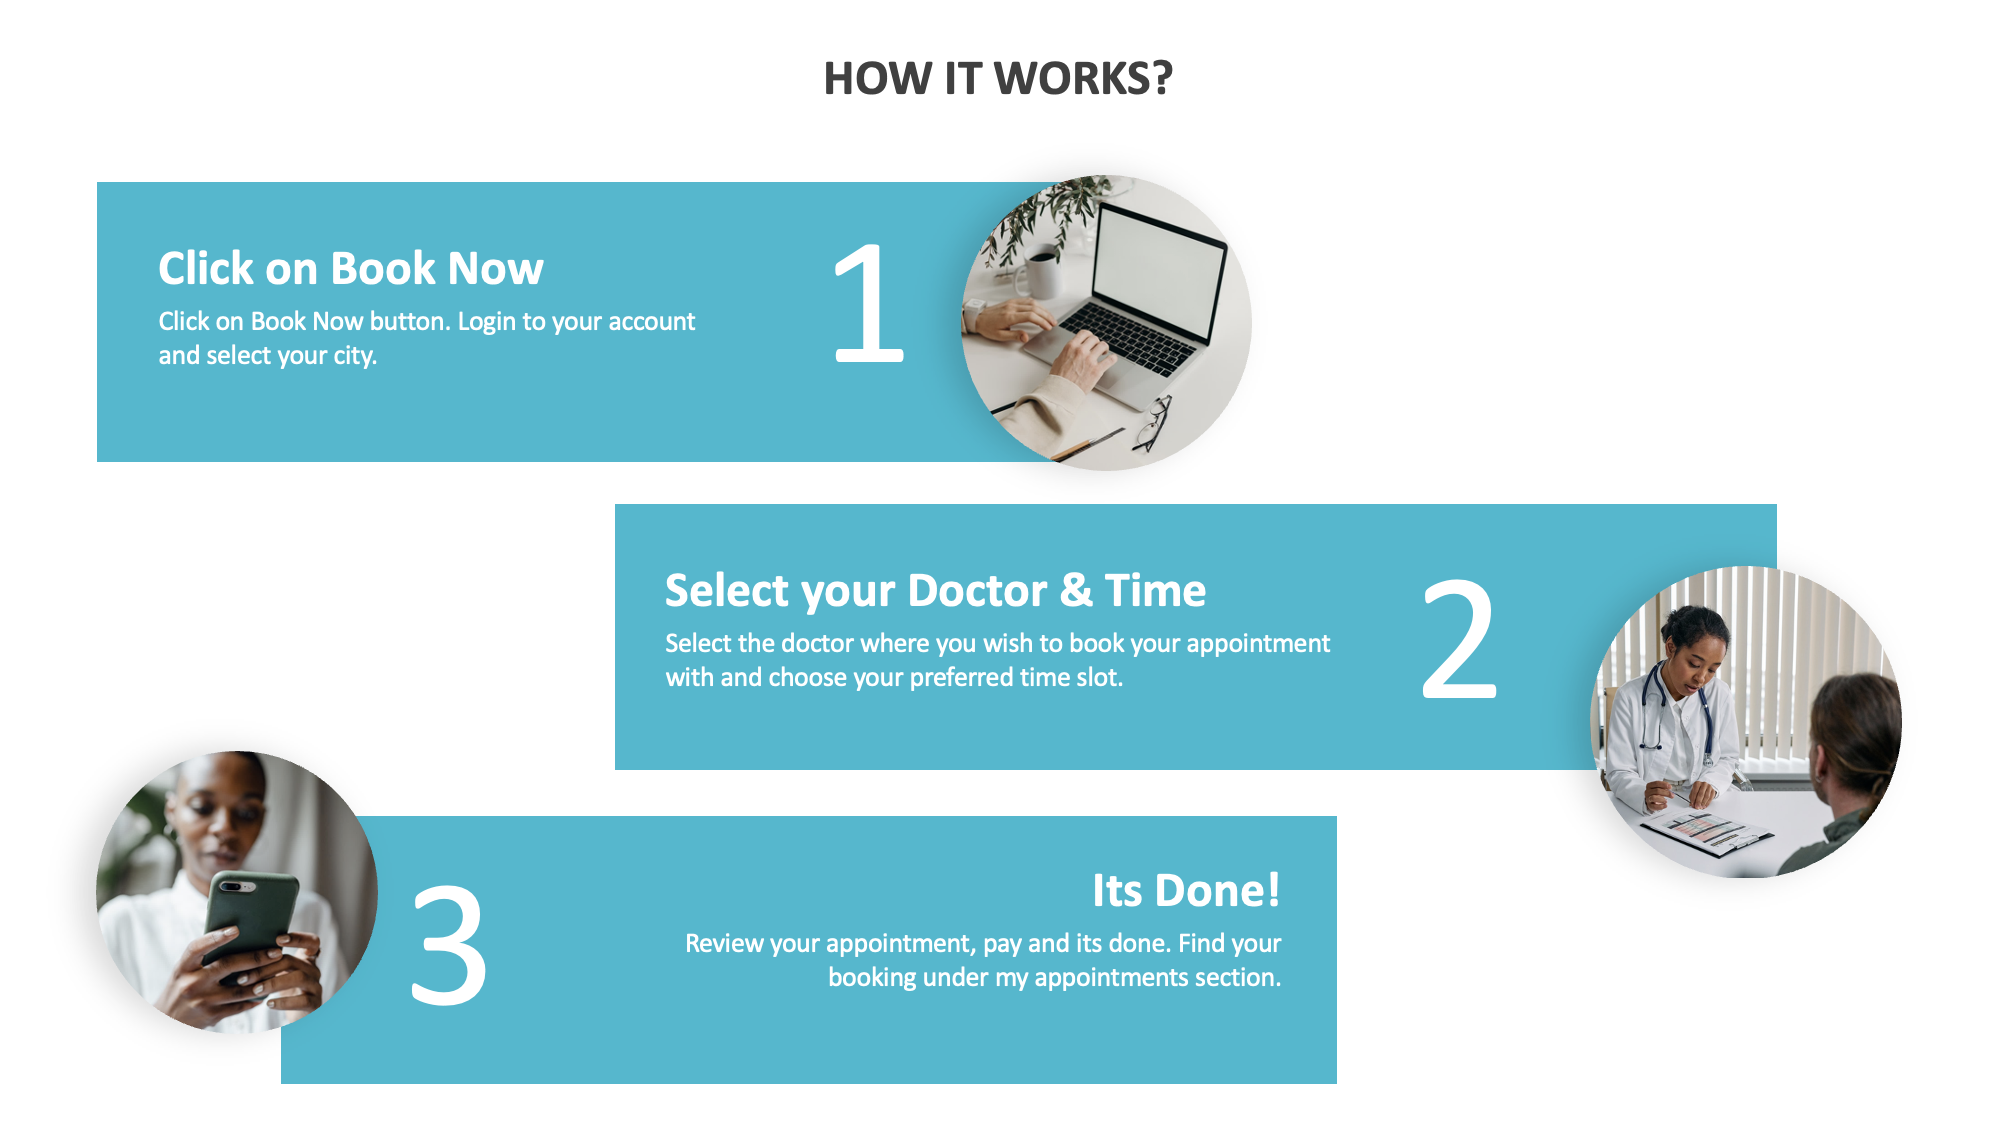 HOW IT WORKS?
Click on Book Now
Click on Book Now button. Login to your account
and select your city.
1
Select your Doctor & Time
Select the doctor where you wish to book your appointment
with and choose your preferred time slot.
2
3
Its Done!
Review your appointment, pay and its done. Find your
booking under my appointments section.